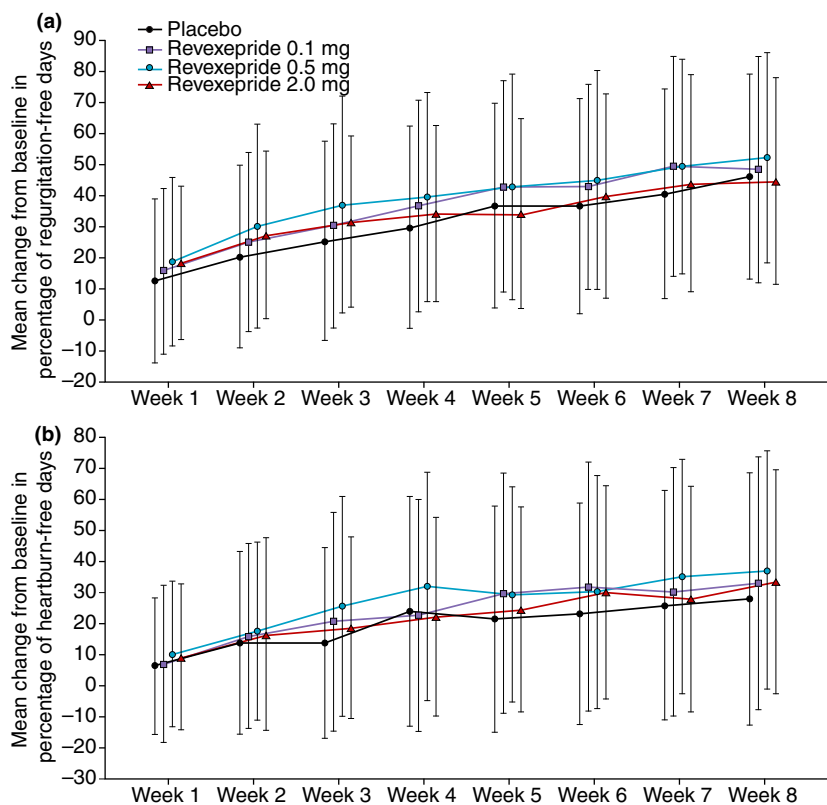 (a)
Placebo
Revexepride 0.1 mg
Revexepride 0.5 mg
Revexepride 2.0 mg
Mean change from baseline in
percentage of regurgitation-free days
90
80
70
60
50
40
30
20
10
0
–10
–20
Week 1 Week 2 Week 3 Week 4 Week 5 Week 6 Week 7 Week 8
(b)
Mean change from baseline in
percentage of heartburn-free days
80
70
60
50
40
30
20
10
0
–10
–20
–30
Week 1 Week 2 Week 3 Week 4 Week 5 Week 6 Week 7 Week 8